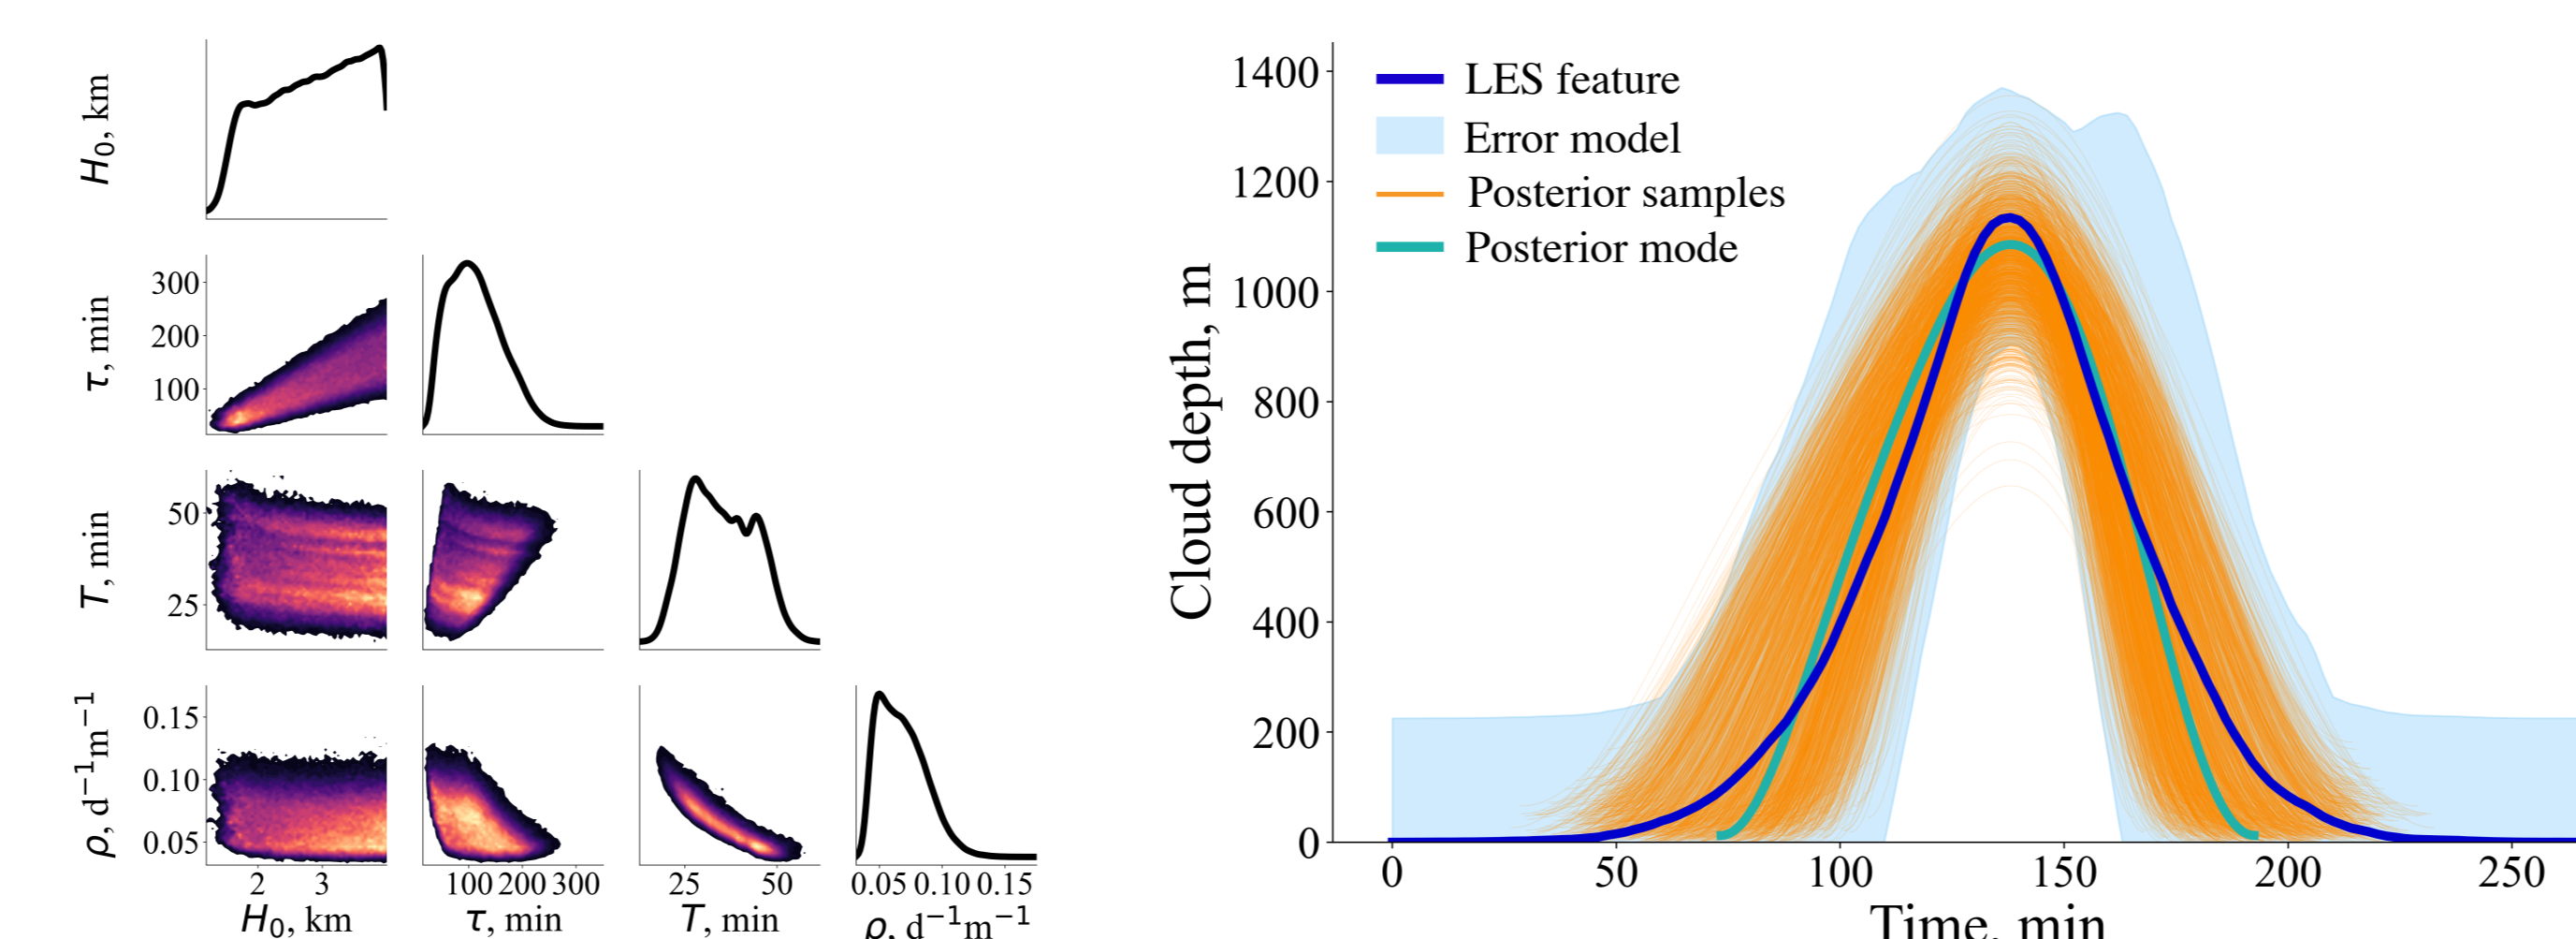 H₀, km
τ, min
300
200
100
T, min
50
25
ρ, d⁻¹m⁻¹
0.15
0.10
0.05
2 3
100 200 300
25 50
0.05 0.10 0.15
H₀, km
τ, min
T, min
ρ, d⁻¹m⁻¹
LES feature
Error model
Posterior samples
Posterior mode
Cloud depth, m
1400
1200
1000
800
600
400
200
0
0 50 100 150 200 250
Time, min